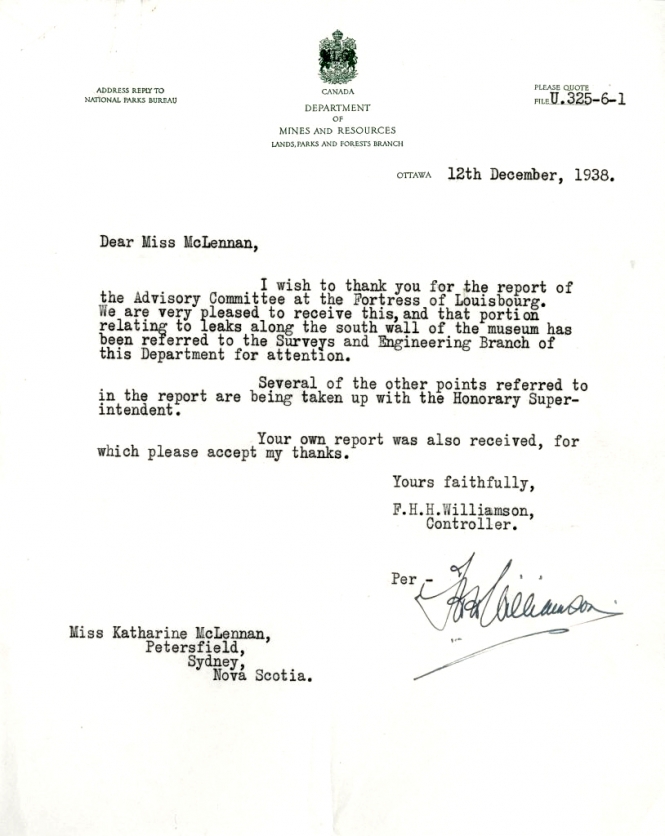 ADDRESS REPLY TO
NATIONAL PARKS BUREAU
CANADA
DEPARTMENT
OF
MINES AND RESOURCES
LANDS, PARKS AND FORESTS BRANCH
PLEASE QUOTE
FILE U.325-6-1
OTTAWA 12th December, 1938.
Dear Miss McLennan,
I wish to thank you for the report of
the Advisory Committee at the Fortress of Louisbourg.
We are very pleased to receive this, and that portion
relating to leaks along the south wall of the museum has
been referred to the Surveys and Engineering Branch of
this Department for attention.
Several of the other points referred to
in the report are being taken up with the Honorary Super-
intendent.
Your own report was also received, for
which please accept my thanks.
Yours faithfully,
F.H.H.Williamson,
Controller.
Per - FHHWilliamson
Miss Katharine McLennan,
Petersfield,
Sydney,
Nova Scotia.